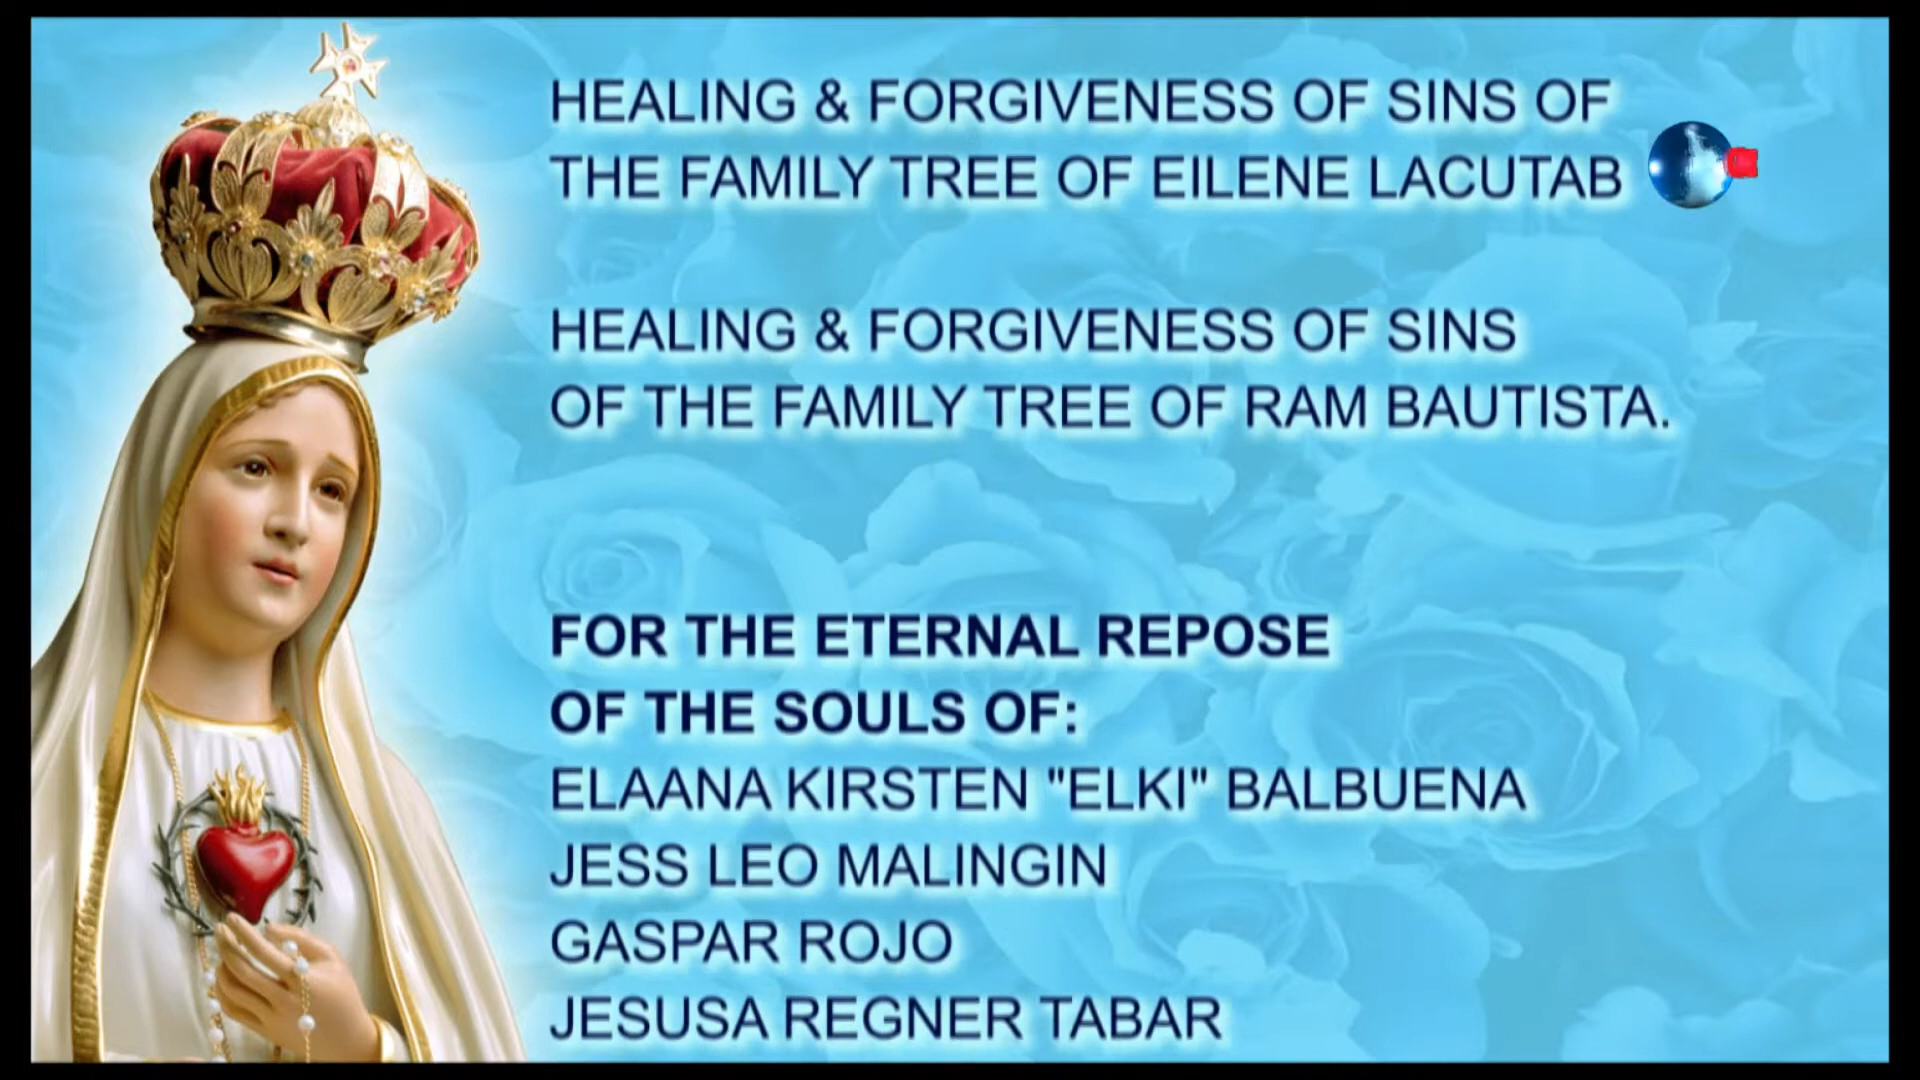 HEALING & FORGIVENESS OF SINS OF
THE FAMILY TREE OF EILENE LACUTAB
HEALING & FORGIVENESS OF SINS
OF THE FAMILY TREE OF RAM BAUTISTA.
FOR THE ETERNAL REPOSE
OF THE SOULS OF:
ELAANA KIRSTEN "ELKI" BALBUENA
JESS LEO MALINGIN
GASPAR ROJO
JESUSA REGNER TABAR